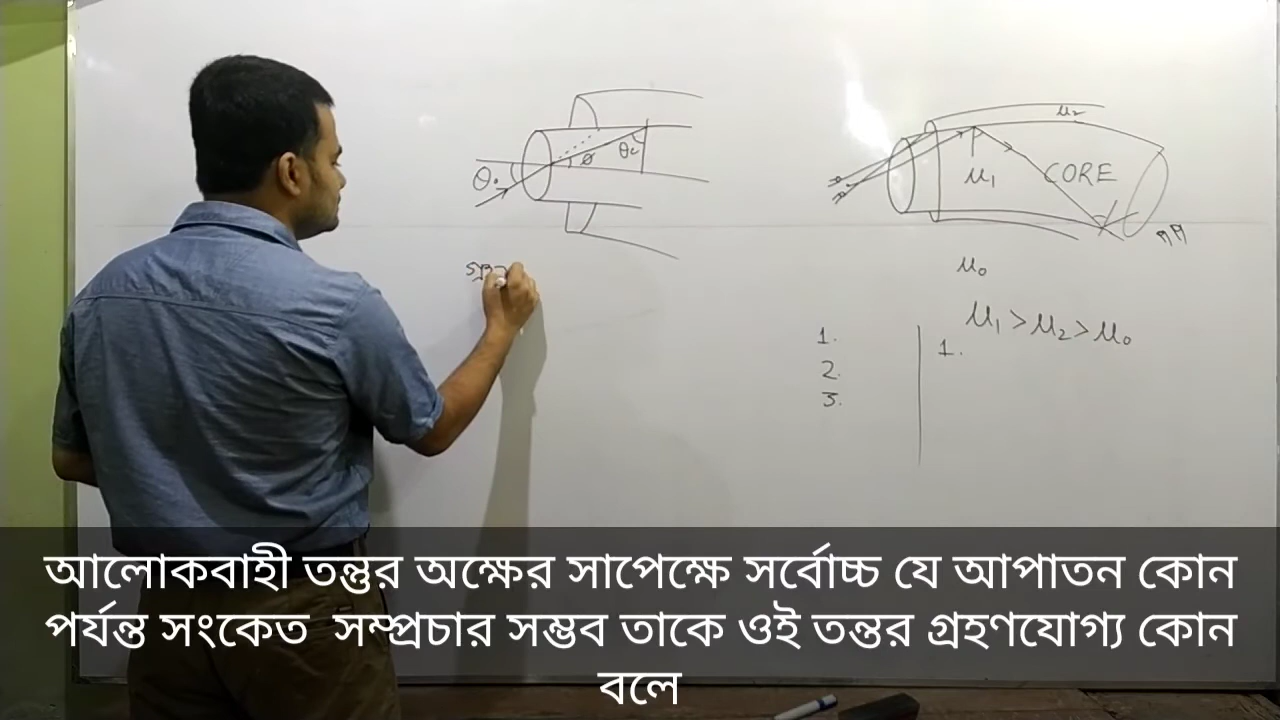 θ₀
θ
θc
μ₂
μ₁
CORE
μ₀
μ₁ > μ₂ > μ₀
1.
1.
2.
3.
আলোকবাহী তন্তুর অক্ষের সাপেক্ষে সর্বোচ্চ যে আপাতন কোন
পর্যন্ত সংকেত সম্প্রচার সম্ভব তাকে ওই তন্তর গ্রহণযোগ্য কোন
বলে